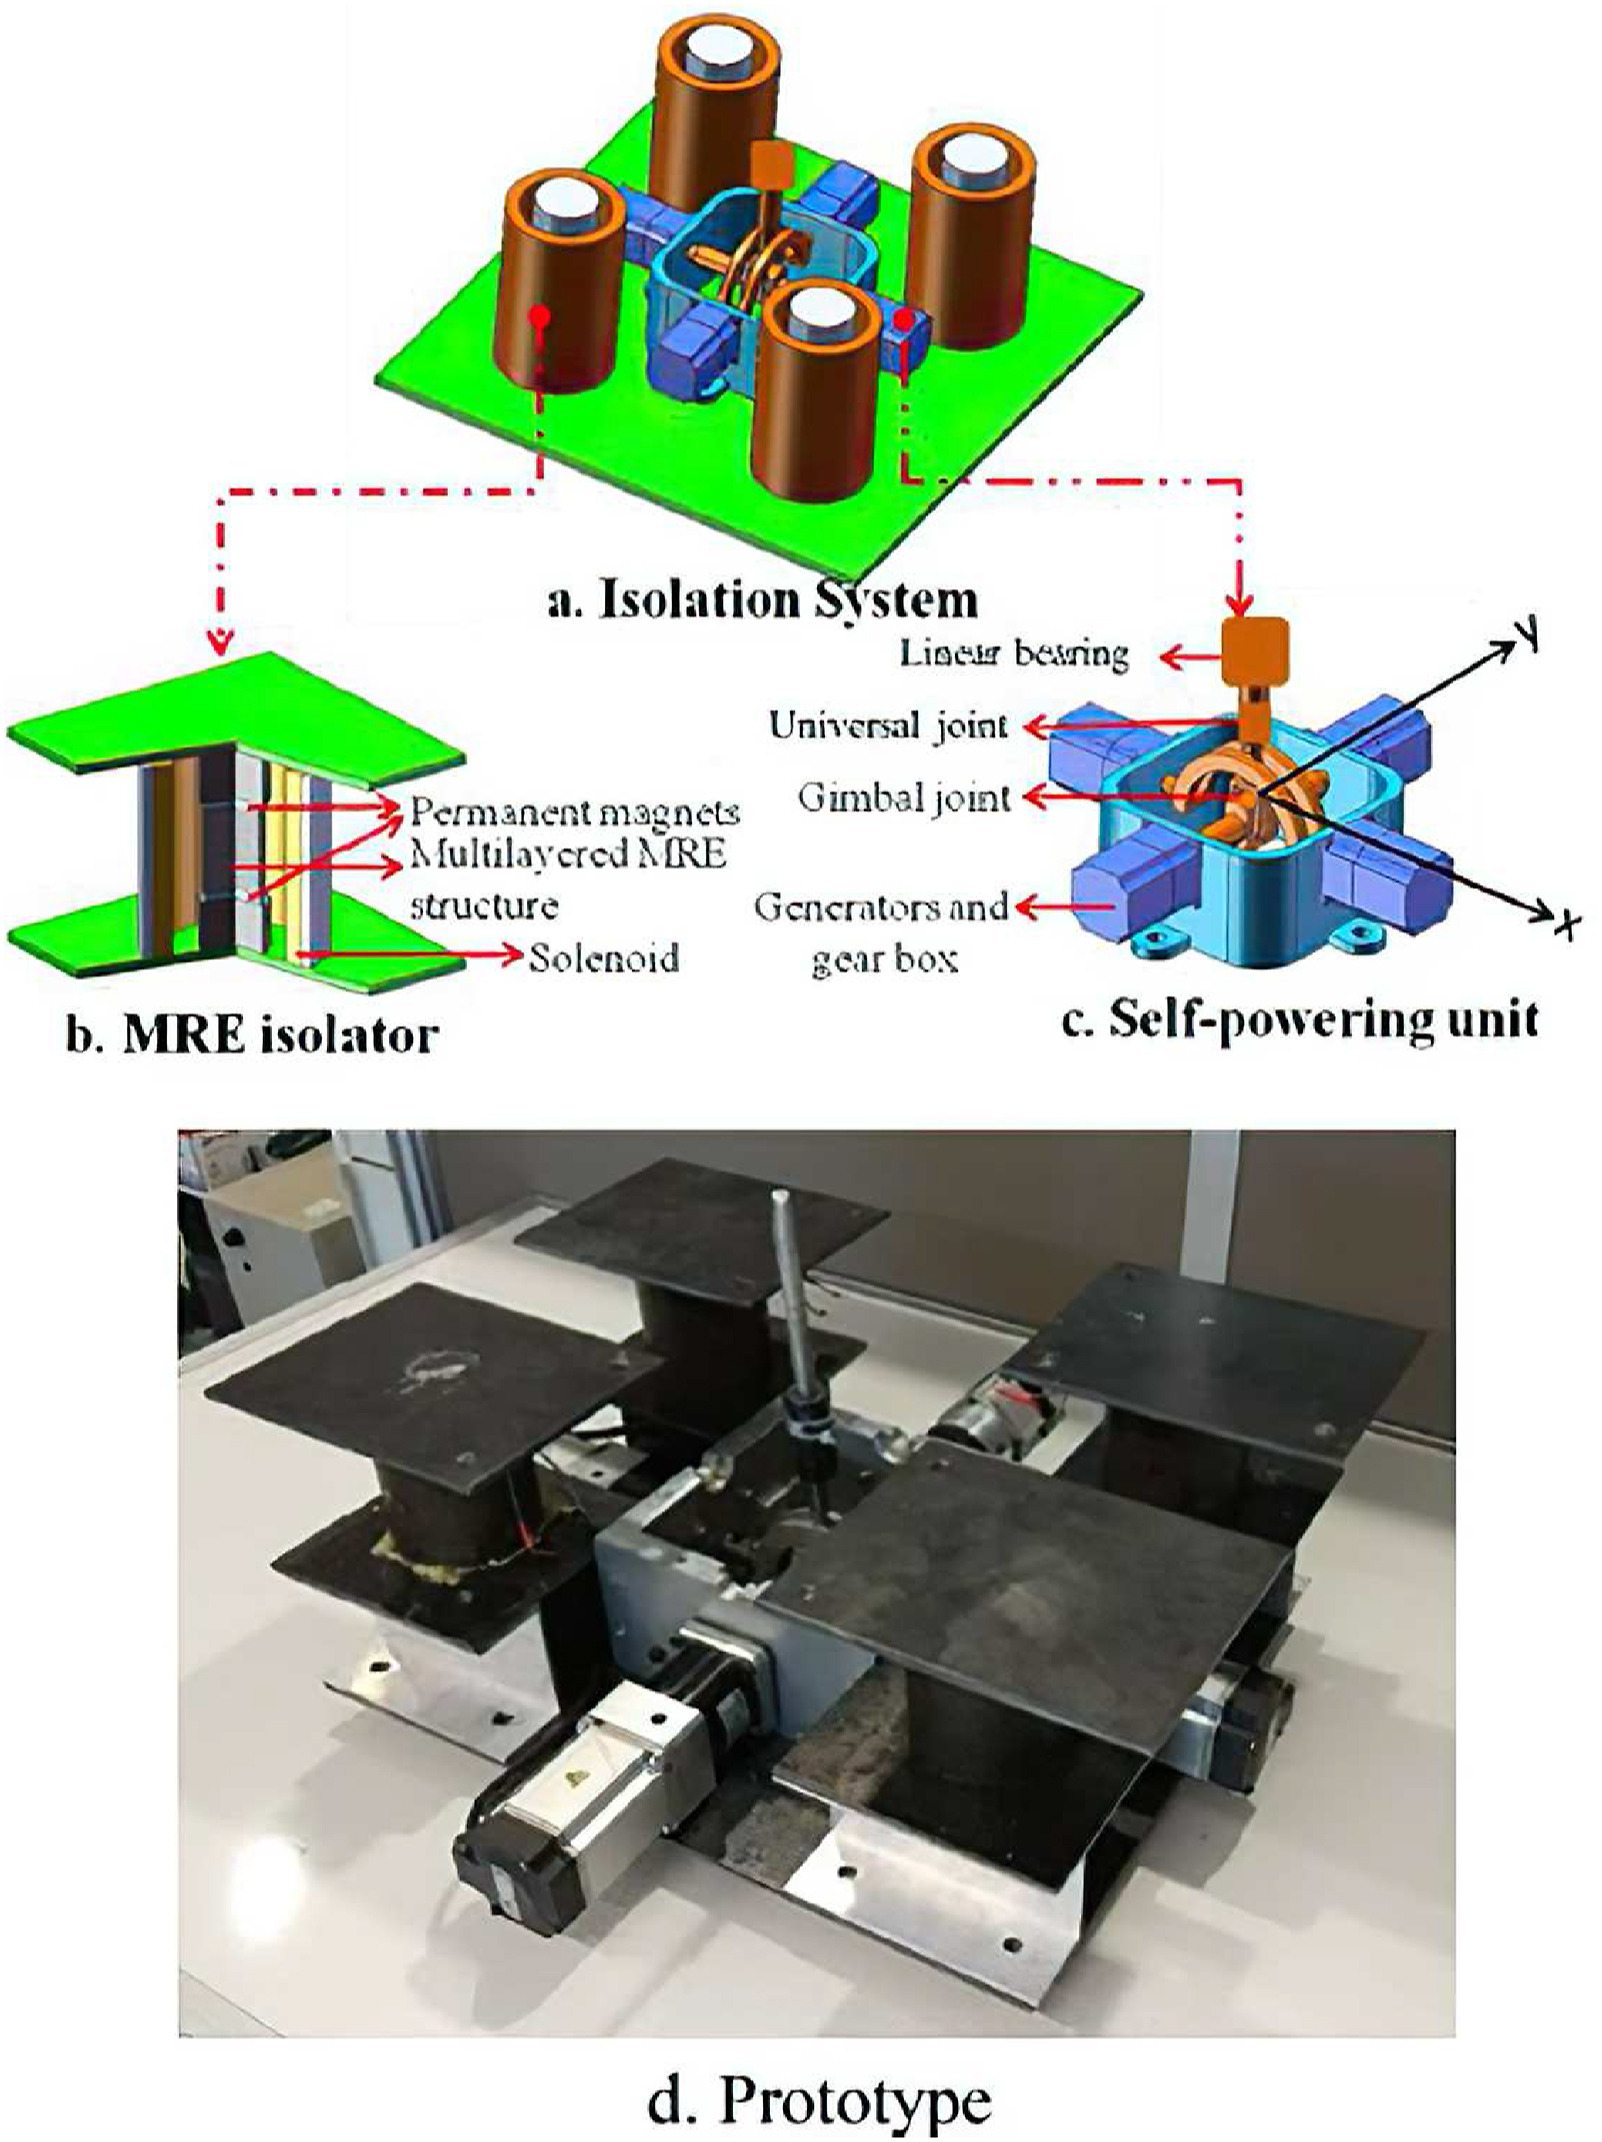 a. Isolation System
Linear bearing
y
Universal joint
Gimbal joint
Permanent magnets
Multilayered MRE
structure
Generators and
gear box
x
Solenoid
b. MRE isolator
c. Self-powering unit
d. Prototype